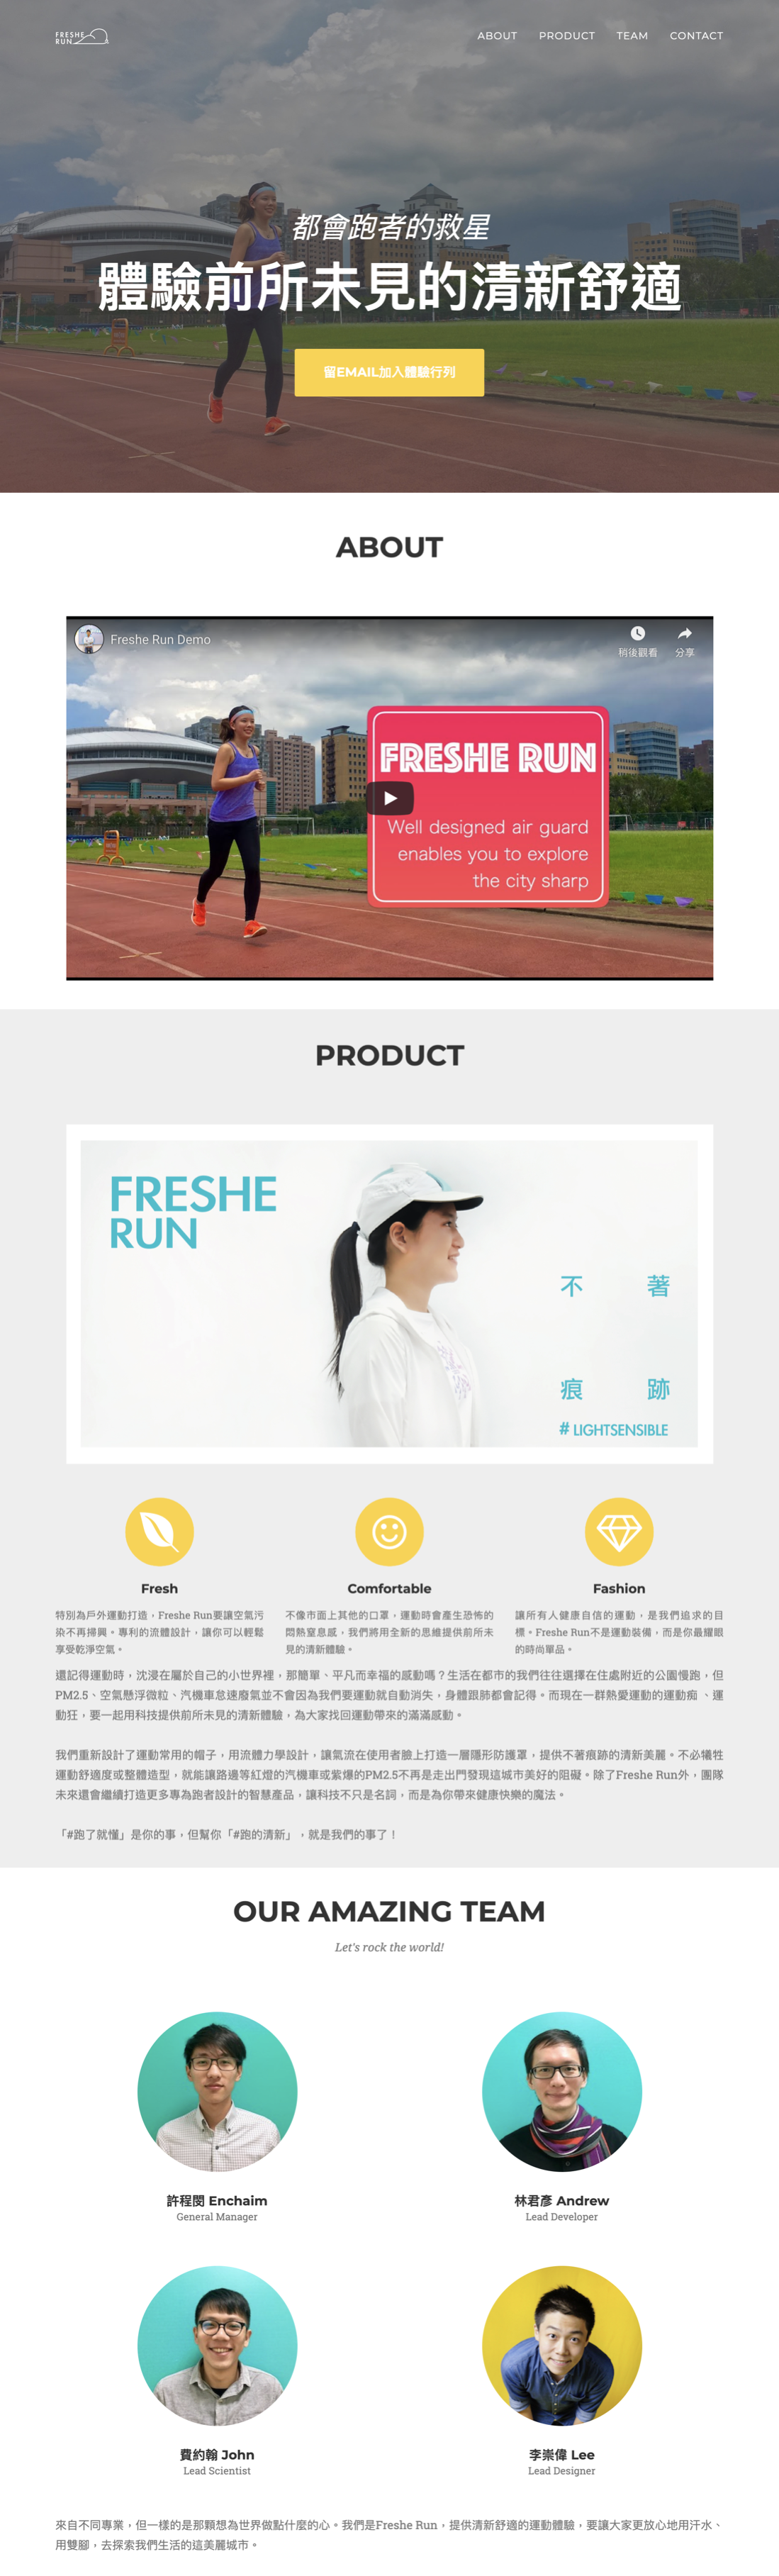 FRESHE
RUN
ABOUT PRODUCT TEAM CONTACT
都會跑者的救星
體驗前所未見的清新舒適
留EMAIL加入體驗行列
ABOUT
Freshe Run Demo
稍後觀看 分享
FRESHE RUN
Well designed air guard
enables you to explore
the city sharp
PRODUCT
FRESHE
RUN
不 著
痕 跡
# LIGHTSENSIBLE
Fresh
特別為戶外運動打造，Freshe Run要讓空氣污
染不再掃興。專利的流體設計，讓你可以輕鬆
享受乾淨空氣。
Comfortable
不像市面上其他的口罩，運動時會產生恐怖的
悶熱窒息感，我們將用全新的思維提供前所未
見的清新體驗。
Fashion
讓所有人健康自信的運動，是我們追求的目
標。Freshe Run不是運動裝備，而是你最耀眼
的時尚單品。
還記得運動時，沈浸在屬於自己的小世界裡，那簡單、平凡而幸福的感動嗎？生活在都市的我們往往選擇在住處附近的公園慢跑，但
PM2.5、空氣懸浮微粒、汽機車怠速廢氣並不會因為我們要運動就自動消失，身體跟肺都會記得。而現在一群熱愛運動的運動痴 、運
動狂，要一起用科技提供前所未見的清新體驗，為大家找回運動帶來的滿滿感動。
我們重新設計了運動常用的帽子，用流體力學設計，讓氣流在使用者臉上打造一層隱形防護罩，提供不著痕跡的清新美麗。不必犧牲
運動舒適度或整體造型，就能讓路邊等紅燈的汽機車或紫爆的PM2.5不再是走出門發現這城市美好的阻礙。除了Freshe Run外，團隊
未來還會繼續打造更多專為跑者設計的智慧產品，讓科技不只是名詞，而是為你帶來健康快樂的魔法。
「#跑了就懂」是你的事，但幫你「#跑的清新」，就是我們的事了！
OUR AMAZING TEAM
Let's rock the world!
許程閔 Enchaim
General Manager
林君彥 Andrew
Lead Developer
費約翰 John
Lead Scientist
李崇偉 Lee
Lead Designer
來自不同專業，但一樣的是那顆想為世界做點什麼的心。我們是Freshe Run，提供清新舒適的運動體驗，要讓大家更放心地用汗水、
用雙腳，去探索我們生活的這美麗城市。